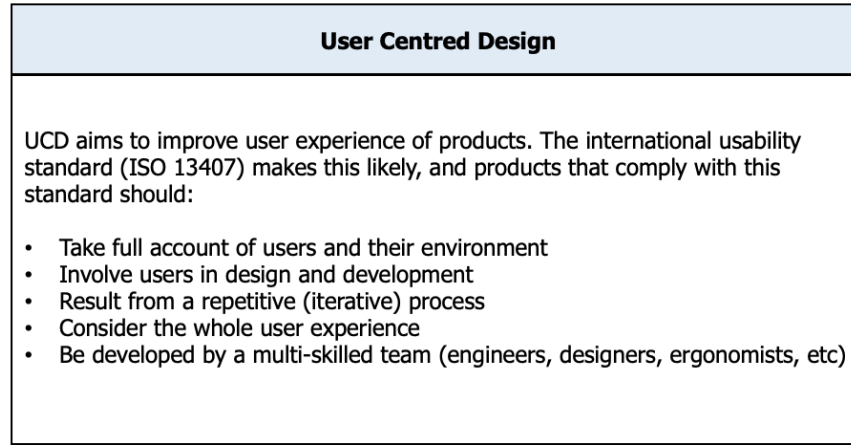 User Centred Design
UCD aims to improve user experience of products. The international usability
standard (ISO 13407) makes this likely, and products that comply with this
standard should:
• Take full account of users and their environment
• Involve users in design and development
• Result from a repetitive (iterative) process
• Consider the whole user experience
• Be developed by a multi-skilled team (engineers, designers, ergonomists, etc)